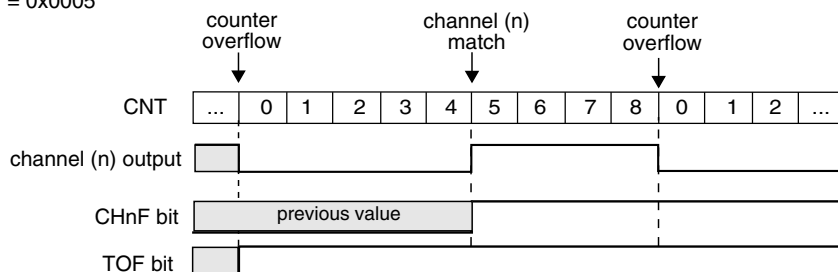 = 0x0005
counter overflow
channel (n) match
counter overflow
CNT ... 0 1 2 3 4 5 6 7 8 0 1 2 ...
channel (n) output
CHnF bit previous value
TOF bit